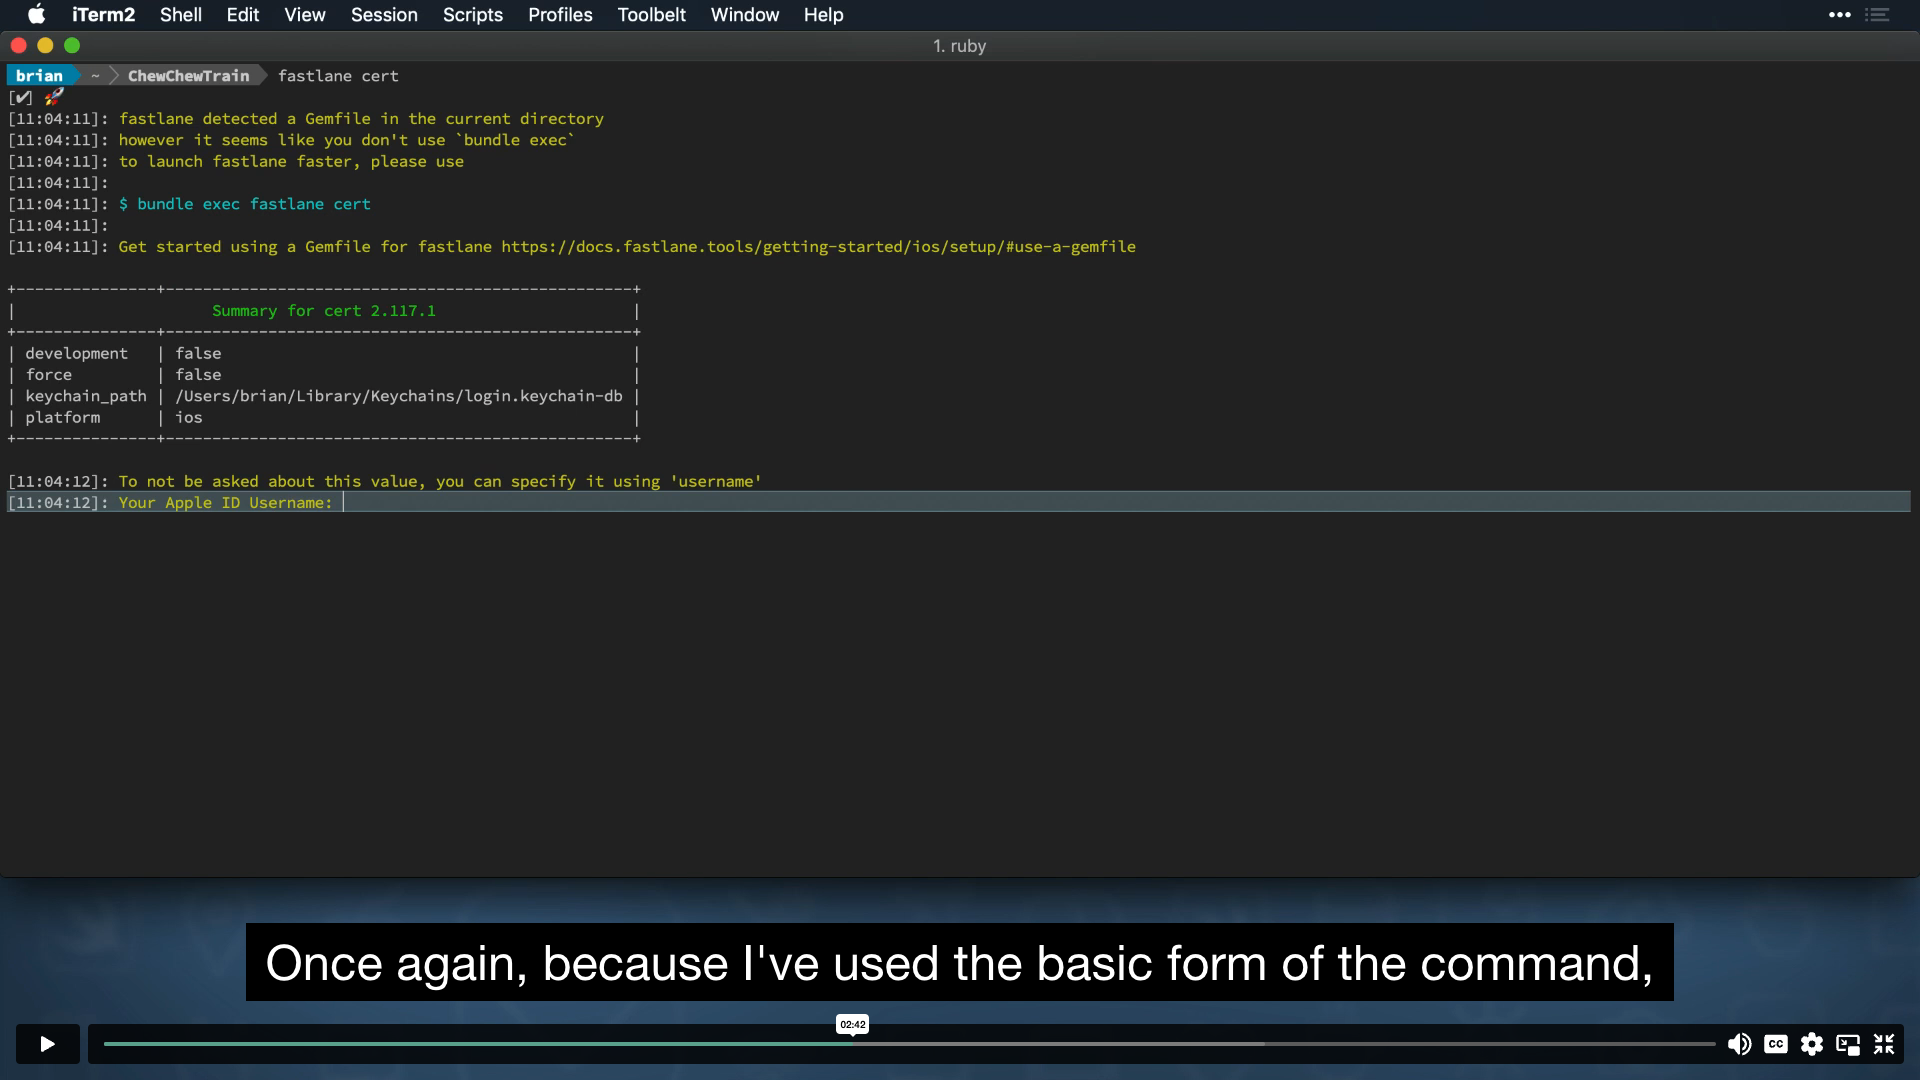 iTerm2 Shell Edit View Session Scripts Profiles Toolbelt Window Help
1. ruby
brian ~ ChewChewTrain fastlane cert
[✔] 🚀
[11:04:11]: fastlane detected a Gemfile in the current directory
[11:04:11]: however it seems like you don't use `bundle exec`
[11:04:11]: to launch fastlane faster, please use
[11:04:11]:
[11:04:11]: $ bundle exec fastlane cert
[11:04:11]:
[11:04:11]: Get started using a Gemfile for fastlane https://docs.fastlane.tools/getting-started/ios/setup/#use-a-gemfile
+---------------+--------------------------------------------------+
| Summary for cert 2.117.1 |
+---------------+--------------------------------------------------+
| development | false |
| force | false |
| keychain_path | /Users/brian/Library/Keychains/login.keychain-db |
| platform | ios |
+---------------+--------------------------------------------------+
[11:04:12]: To not be asked about this value, you can specify it using 'username'
[11:04:12]: Your Apple ID Username:
Once again, because I've used the basic form of the command,
02:42
CC